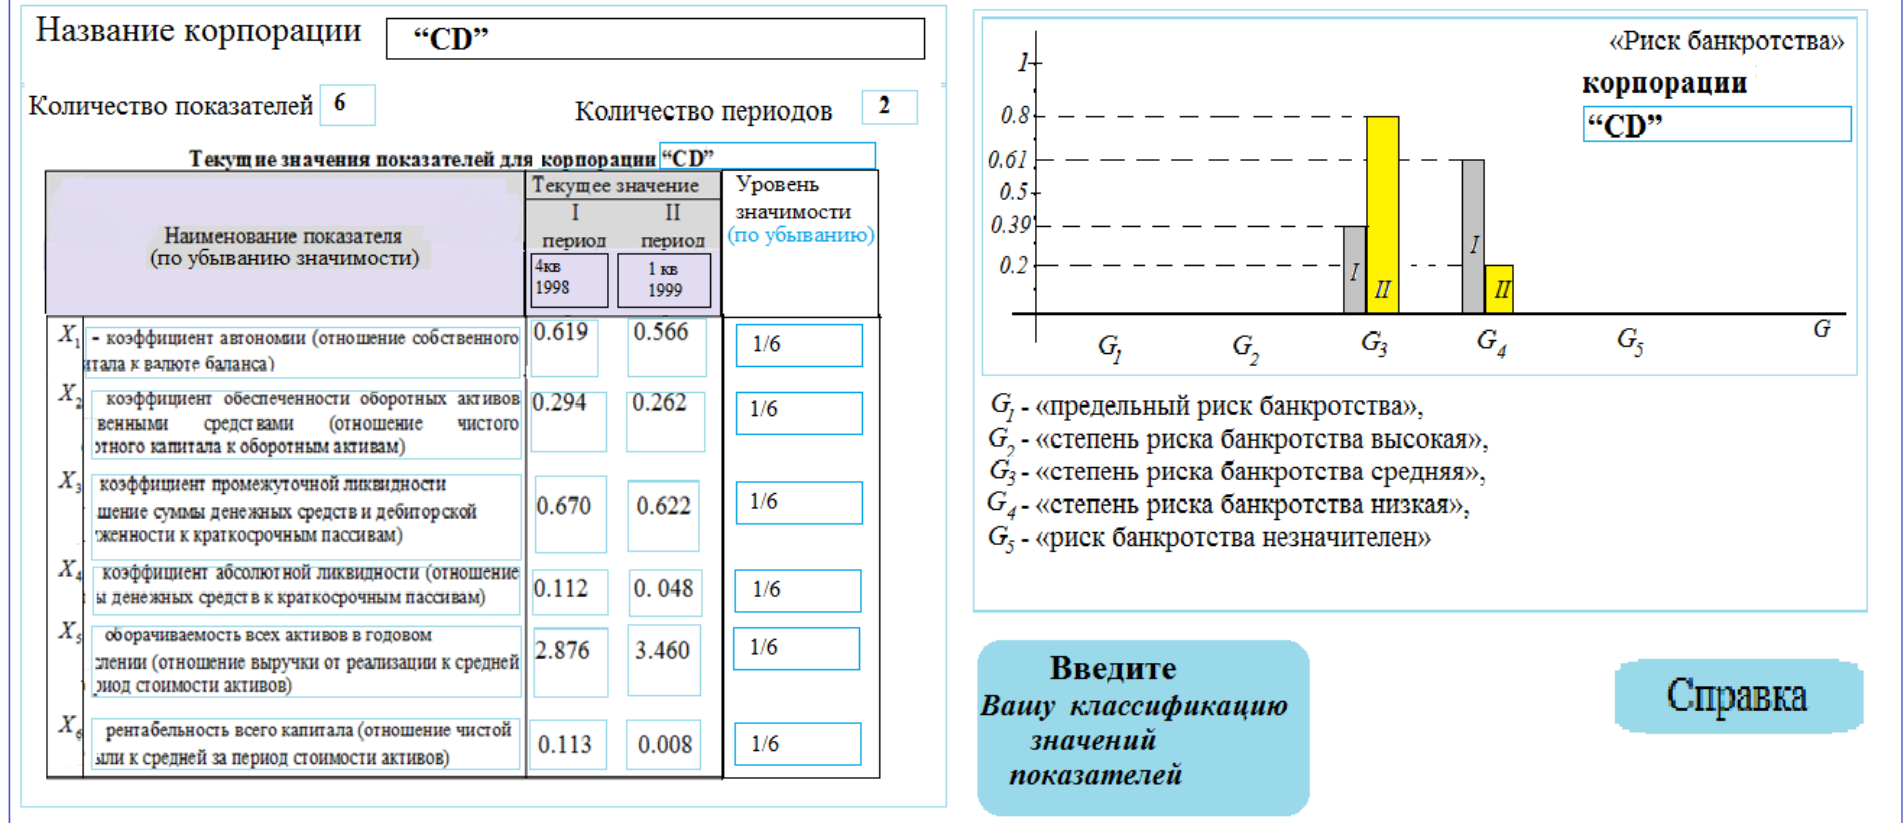 Название корпорации “CD”
Количество показателей 6 Количество периодов 2
Текущие значения показателей для корпорации “CD”
Наименование показателя
(по убыванию значимости)
Текущее значение
I период
II период
4кв 1998
1 кв 1999
Уровень
значимости
(по убыванию)
X1 - коэффициент автономии (отношение собственного 0.619 0.566 1/6
итала к валюте баланса)
X2 коэффициент обеспеченности оборотных активов 0.294 0.262 1/6
венными средствами (отношение чистого
отного капитала к оборотным активам)
X3 коэффициент промежуточной ликвидности
шение суммы денежных средств и дебиторской 0.670 0.622 1/6
женности к краткосрочным пассивам)
X4 коэффициент абсолютной ликвидности (отношение 0.112 0. 048 1/6
ы денежных средств к краткосрочным пассивам)
X5 оборачиваемость всех активов в годовом
лении (отношение выручки от реализации к средней 2.876 3.460 1/6
риод стоимости активов)
X6 рентабельность всего капитала (отношение чистой 0.113 0.008 1/6
ыли к средней за период стоимости активов)
«Риск банкротства»
корпорации
“CD”
1
0.8
0.61
0.5
0.39
0.2
I II I II
G1 G2 G3 G4 G5 G
G1 - «предельный риск банкротства»,
G2 - «степень риска банкротства высокая»,
G3 - «степень риска банкротства средняя»,
G4 - «степень риска банкротства низкая»,
G5 - «риск банкротства незначителен»
Введите
Вашу классификацию
значений
показателей
Справка